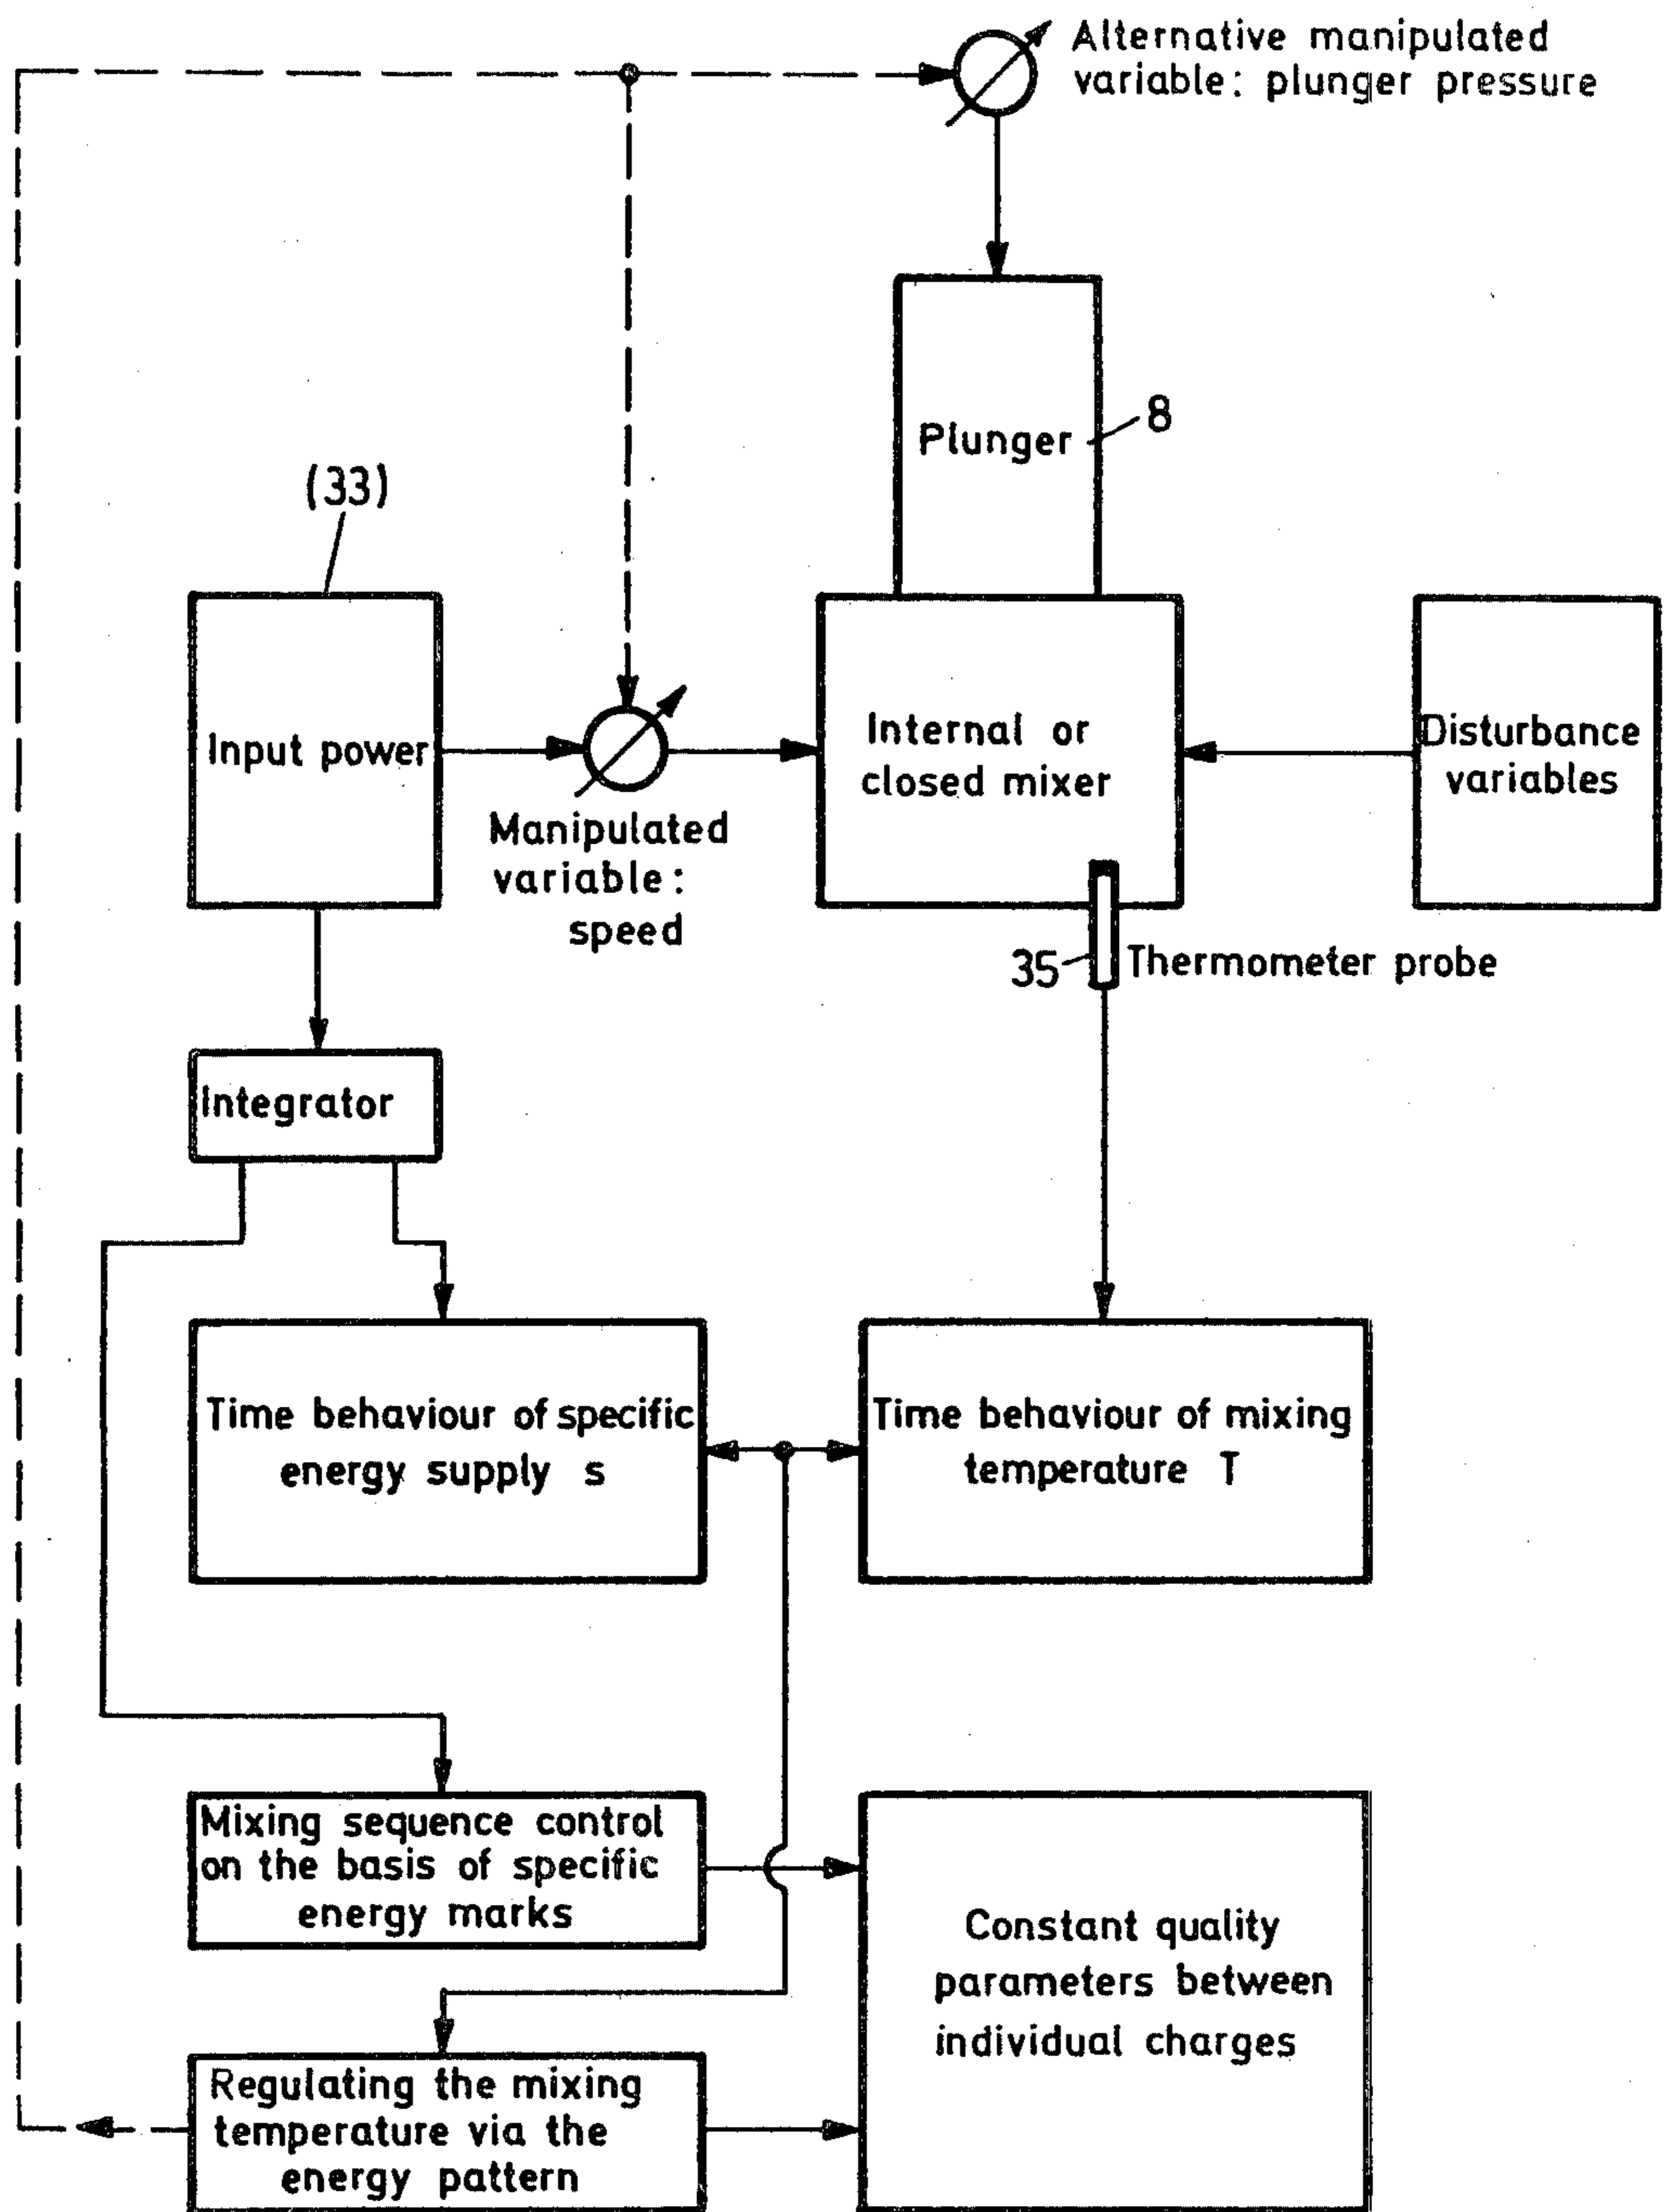 Alternative manipulated
variable: plunger pressure
Plunger
8
(33)
Input power
Manipulated
variable:
speed
Internal or
closed mixer
Disturbance
variables
35
Thermometer probe
Integrator
Time behaviour of specific
energy supply s
Time behaviour of mixing
temperature T
Mixing sequence control
on the basis of specific
energy marks
Constant quality
parameters between
individual charges
Regulating the mixing
temperature via the
energy pattern